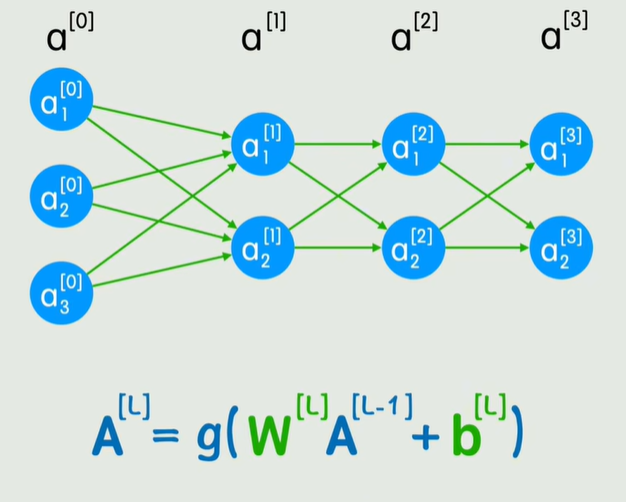 a^[0] a^[1] a^[2] a^[3]
a_1^[0] a_1^[1] a_1^[2] a_1^[3]
a_2^[0] a_2^[1] a_2^[2] a_2^[3]
a_3^[0]
A^[L] = g(W^[L] A^[L-1] + b^[L])